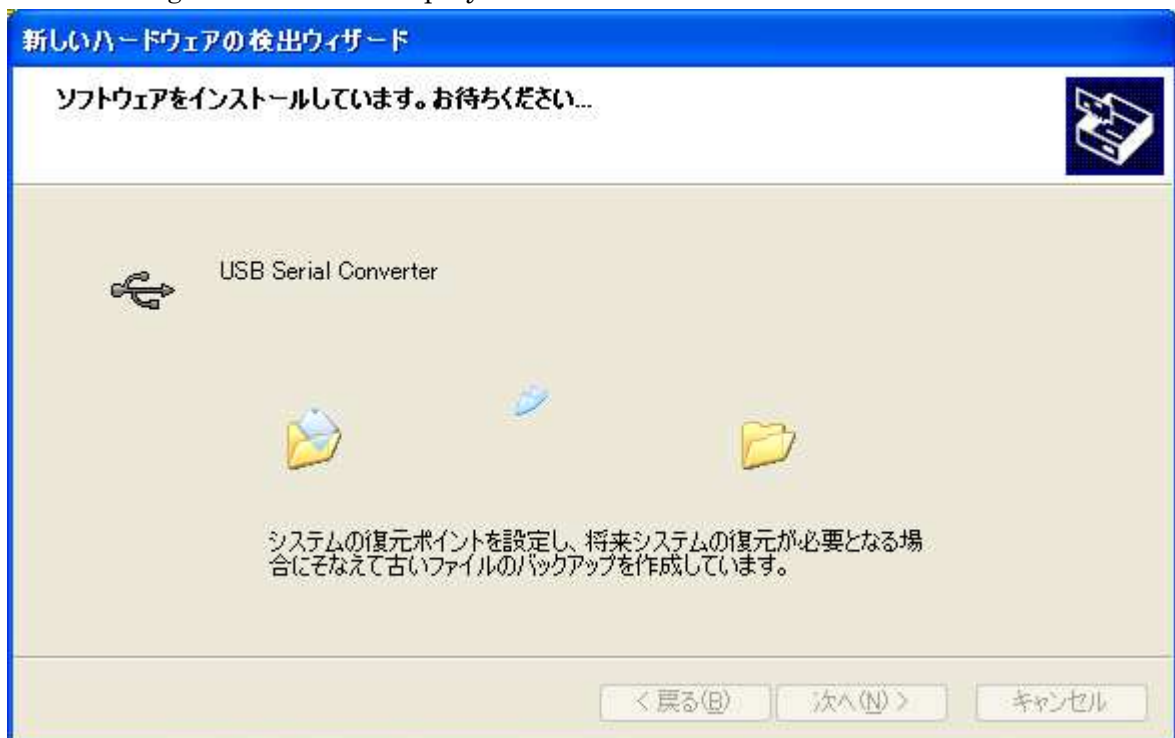 新しいハードウェアの検出ウィザード
ソフトウェアをインストールしています。お待ちください...
USB Serial Converter
システムの復元ポイントを設定し、将来システムの復元が必要となる場
合にそなえて古いファイルのバックアップを作成しています。
< 戻る(B) 次へ(N) > キャンセル